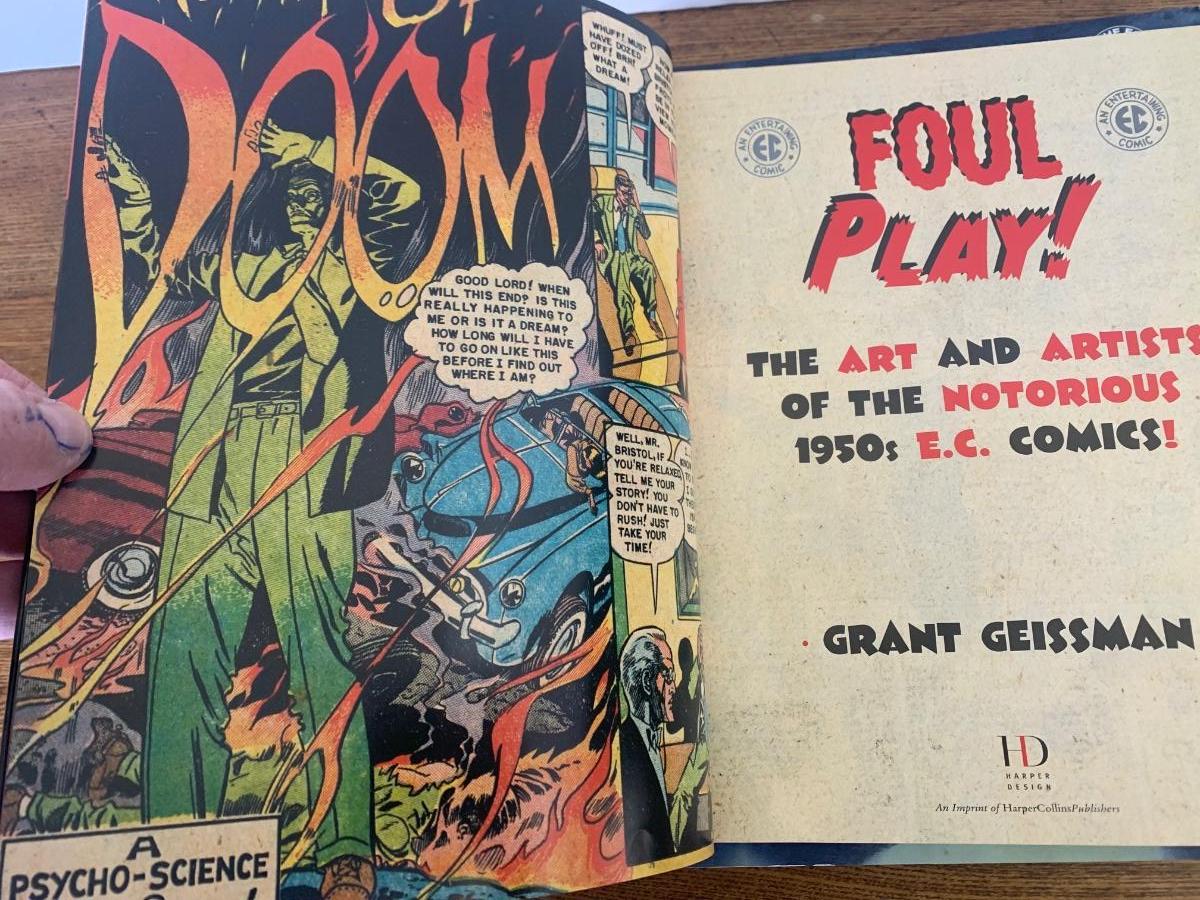 OF
DOOM
GOOD LORD! WHEN
WILL THIS END? IS THIS
REALLY HAPPENING TO
ME OR IS IT A DREAM?
HOW LONG WILL I HAVE
TO GO ON LIKE THIS
BEFORE I FIND OUT
WHERE I AM?
A
PSYCHO-SCIENCE
WHUFF! MUST
HAVE DOZED
OFF! BRR!
WHAT A
DREAM!
WELL, MR.
BRISTOL, IF
YOU'RE RELAXED,
TELL ME YOUR
STORY! YOU
DON'T HAVE TO
RUSH! JUST
TAKE YOUR
TIME!
AN ENTERTAINING
EC
COMIC
AN ENTERTAINING
EC
COMIC
FOUL
PLAY!
THE ART AND ARTISTS
OF THE NOTORIOUS
1950s E.C. COMICS!
GRANT GEISSMAN
HD
HARPER
DESIGN
An Imprint of HarperCollinsPublishers